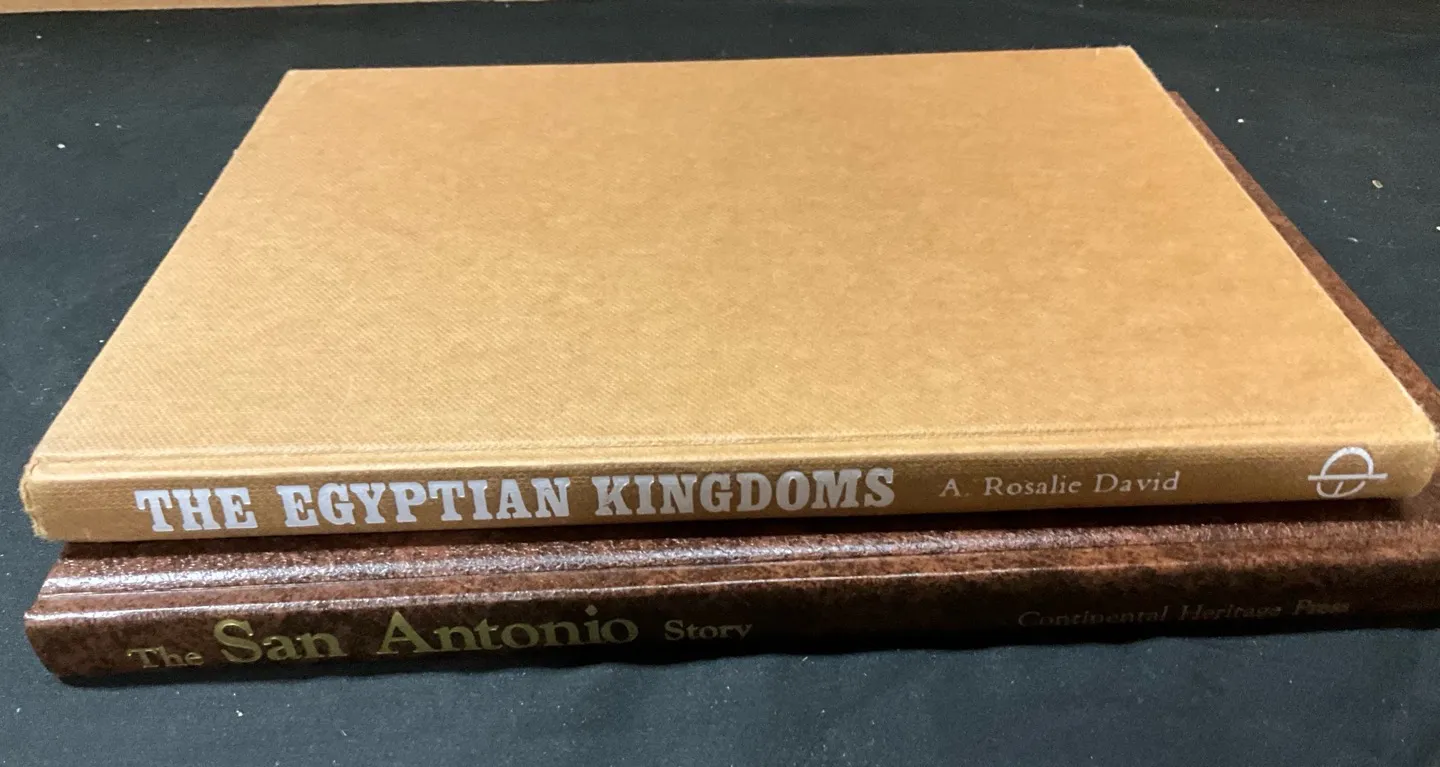 THE EGYPTIAN KINGDOMS A. Rosalie David
The San Antonio Story Continental Heritage Press